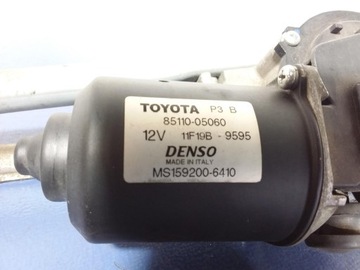 TOYOTA P3 B
85110-05060
12V 11F19B - 9595
DENSO
MADE IN ITALY
MS159200-6410